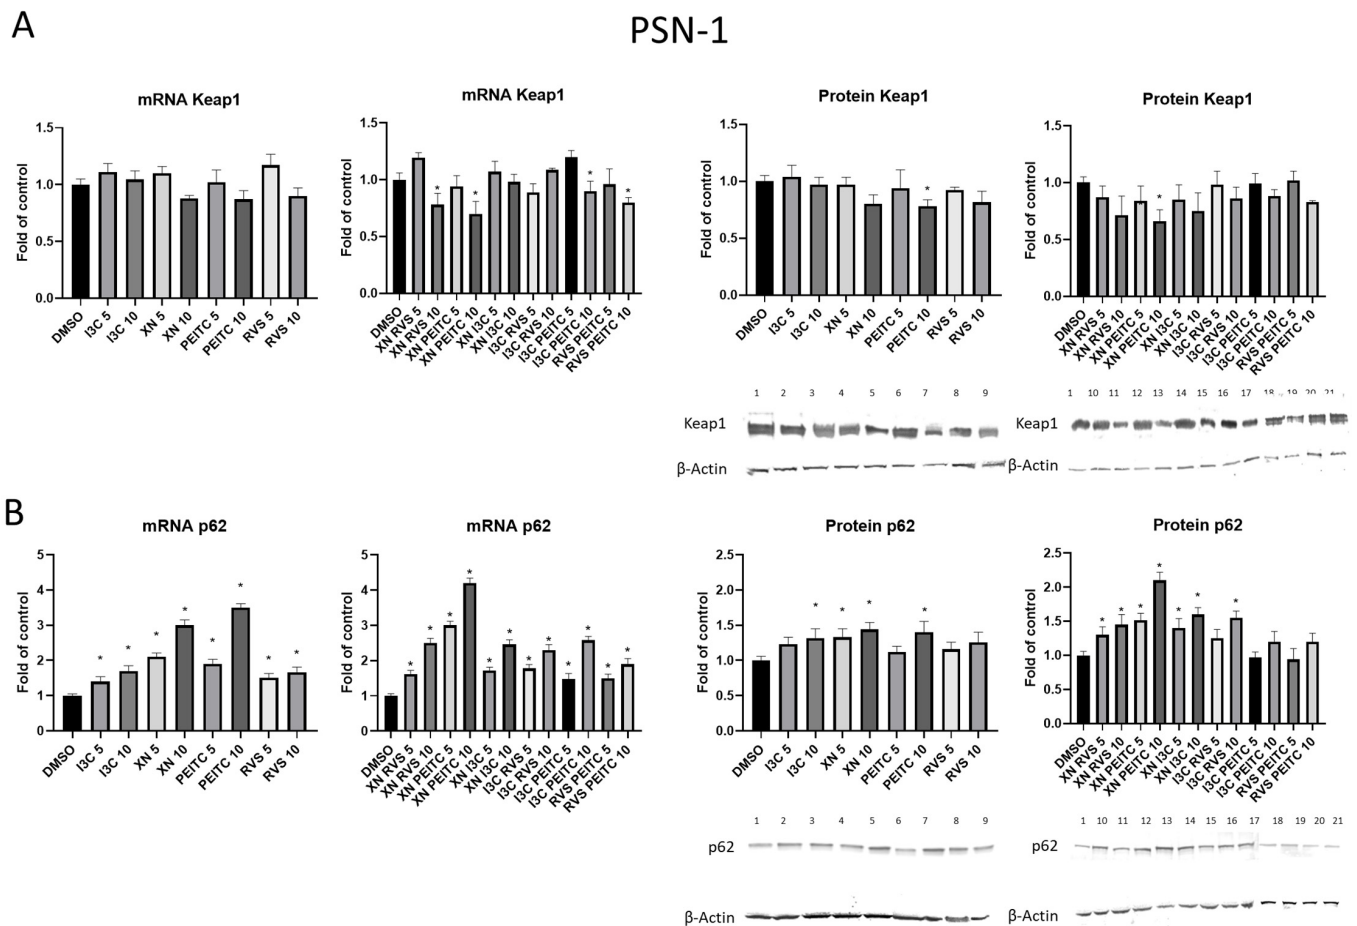 A
PSN-1
mRNA Keap1
Fold of control
1.5
1.0
0.5
0.0
DMSO
I3C 5
I3C 10
XN 5
XN 10
PEITC 5
PEITC 10
RVS 5
RVS 10
mRNA Keap1
Fold of control
1.5
1.0
0.5
0.0
* * * *
DMSO
XN RVS 5
XN RVS 10
XN PEITC 5
XN PEITC 10
XN I3C 5
XN I3C 10
I3C RVS 5
I3C RVS 10
I3C PEITC 5
I3C PEITC 10
RVS PEITC 5
RVS PEITC 10
Protein Keap1
Fold of control
1.5
1.0
0.5
0.0
*
DMSO
I3C 5
I3C 10
XN 5
XN 10
PEITC 5
PEITC 10
RVS 5
RVS 10
1 2 3 4 5 6 7 8 9
Keap1
β-Actin
Protein Keap1
Fold of control
1.5
1.0
0.5
0.0
*
DMSO
XN RVS 5
XN RVS 10
XN PEITC 5
XN PEITC 10
XN I3C 5
XN I3C 10
I3C RVS 5
I3C RVS 10
I3C PEITC 5
I3C PEITC 10
RVS PEITC 5
RVS PEITC 10
1 10 11 12 13 14 15 16 17 18 19 20 21
Keap1
β-Actin
B
mRNA p62
Fold of control
5
4
3
2
1
0
* * * * * * * *
DMSO
I3C 5
I3C 10
XN 5
XN 10
PEITC 5
PEITC 10
RVS 5
RVS 10
mRNA p62
Fold of control
5
4
3
2
1
0
* * * * * * * * * * * *
DMSO
XN RVS 5
XN RVS 10
XN PEITC 5
XN PEITC 10
XN I3C 5
XN I3C 10
I3C RVS 5
I3C RVS 10
I3C PEITC 5
I3C PEITC 10
RVS PEITC 5
RVS PEITC 10
Protein p62
Fold of control
2.5
2.0
1.5
1.0
0.5
0.0
* * * *
DMSO
I3C 5
I3C 10
XN 5
XN 10
PEITC 5
PEITC 10
RVS 5
RVS 10
1 2 3 4 5 6 7 8 9
p62
β-Actin
Protein p62
Fold of control
2.5
2.0
1.5
1.0
0.5
0.0
* * * * * * *
DMSO
XN RVS 5
XN RVS 10
XN PEITC 5
XN PEITC 10
XN I3C 5
XN I3C 10
I3C RVS 5
I3C RVS 10
I3C PEITC 5
I3C PEITC 10
RVS PEITC 5
RVS PEITC 10
1 10 11 12 13 14 15 16 17 18 19 20 21
p62
β-Actin